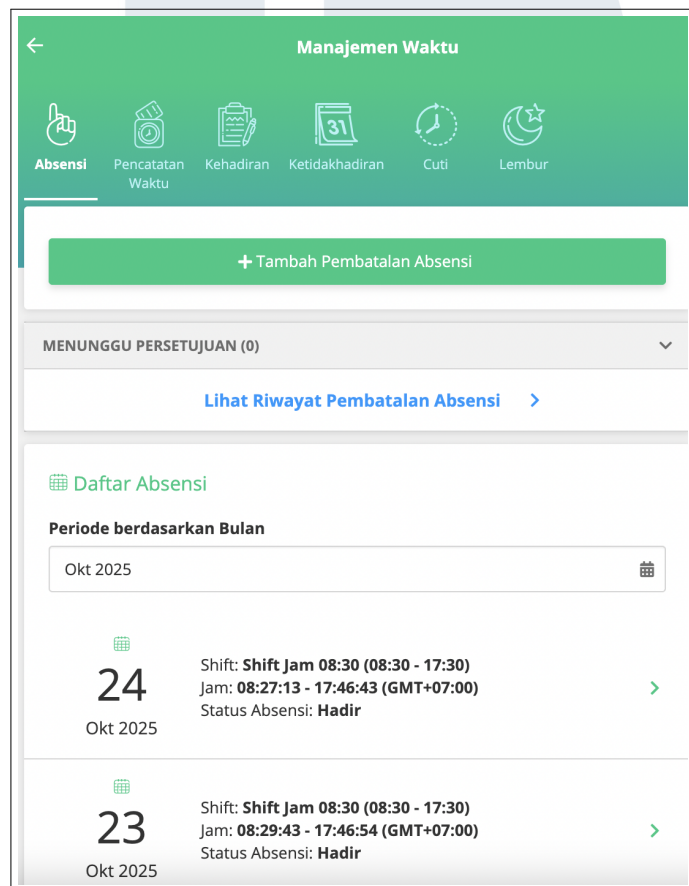 Manajemen Waktu
31
Absensi
Pencatatan Waktu
Kehadiran
Ketidakhadiran
Cuti
Lembur
+ Tambah Pembatalan Absensi
MENUNGGU PERSETUJUAN (0)
Lihat Riwayat Pembatalan Absensi
Daftar Absensi
Periode berdasarkan Bulan
Okt 2025
24
Okt 2025
Shift: Shift Jam 08:30 (08:30 - 17:30)
Jam: 08:27:13 - 17:46:43 (GMT+07:00)
Status Absensi: Hadir
23
Okt 2025
Shift: Shift Jam 08:30 (08:30 - 17:30)
Jam: 08:29:43 - 17:46:54 (GMT+07:00)
Status Absensi: Hadir